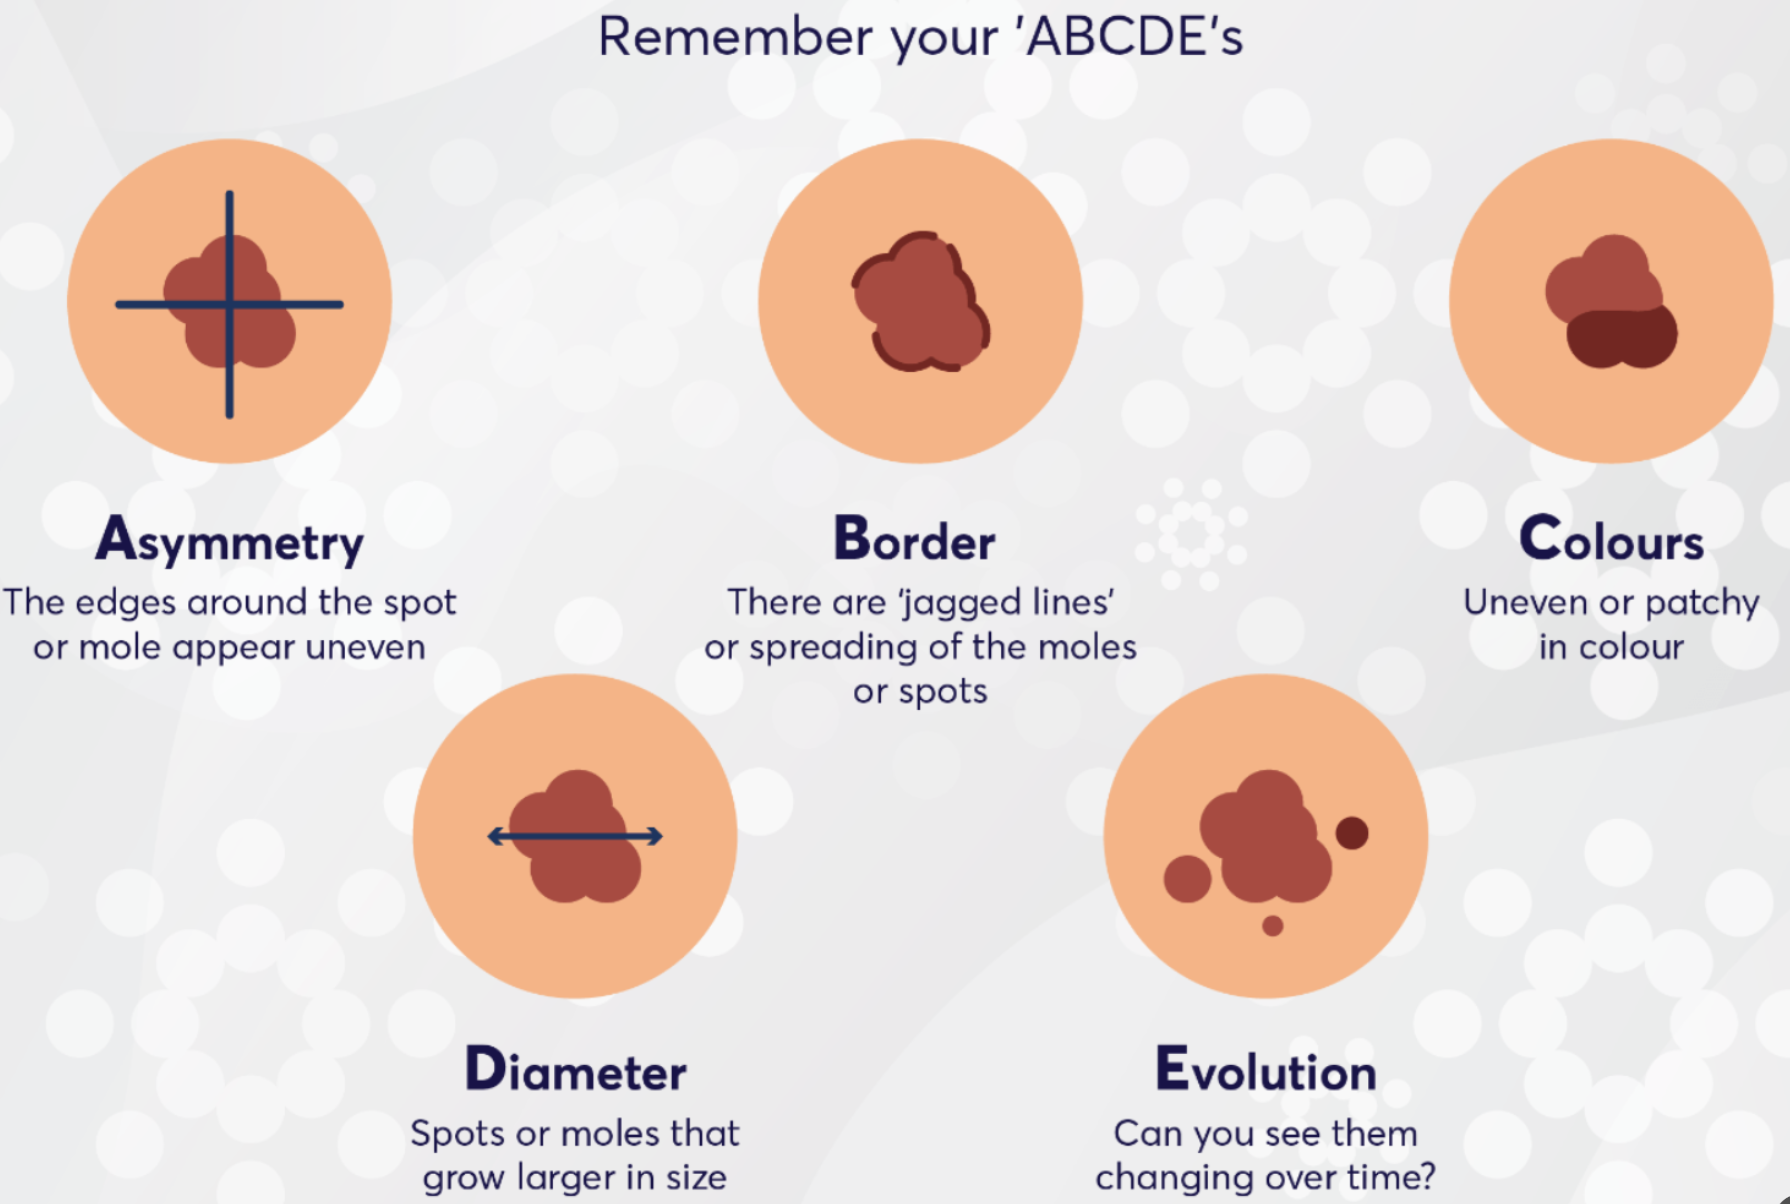 Remember your 'ABCDE's
Asymmetry
The edges around the spot
or mole appear uneven
Border
There are ‘jagged lines’
or spreading of the moles
or spots
Colours
Uneven or patchy
in colour
Diameter
Spots or moles that
grow larger in size
Evolution
Can you see them
changing over time?